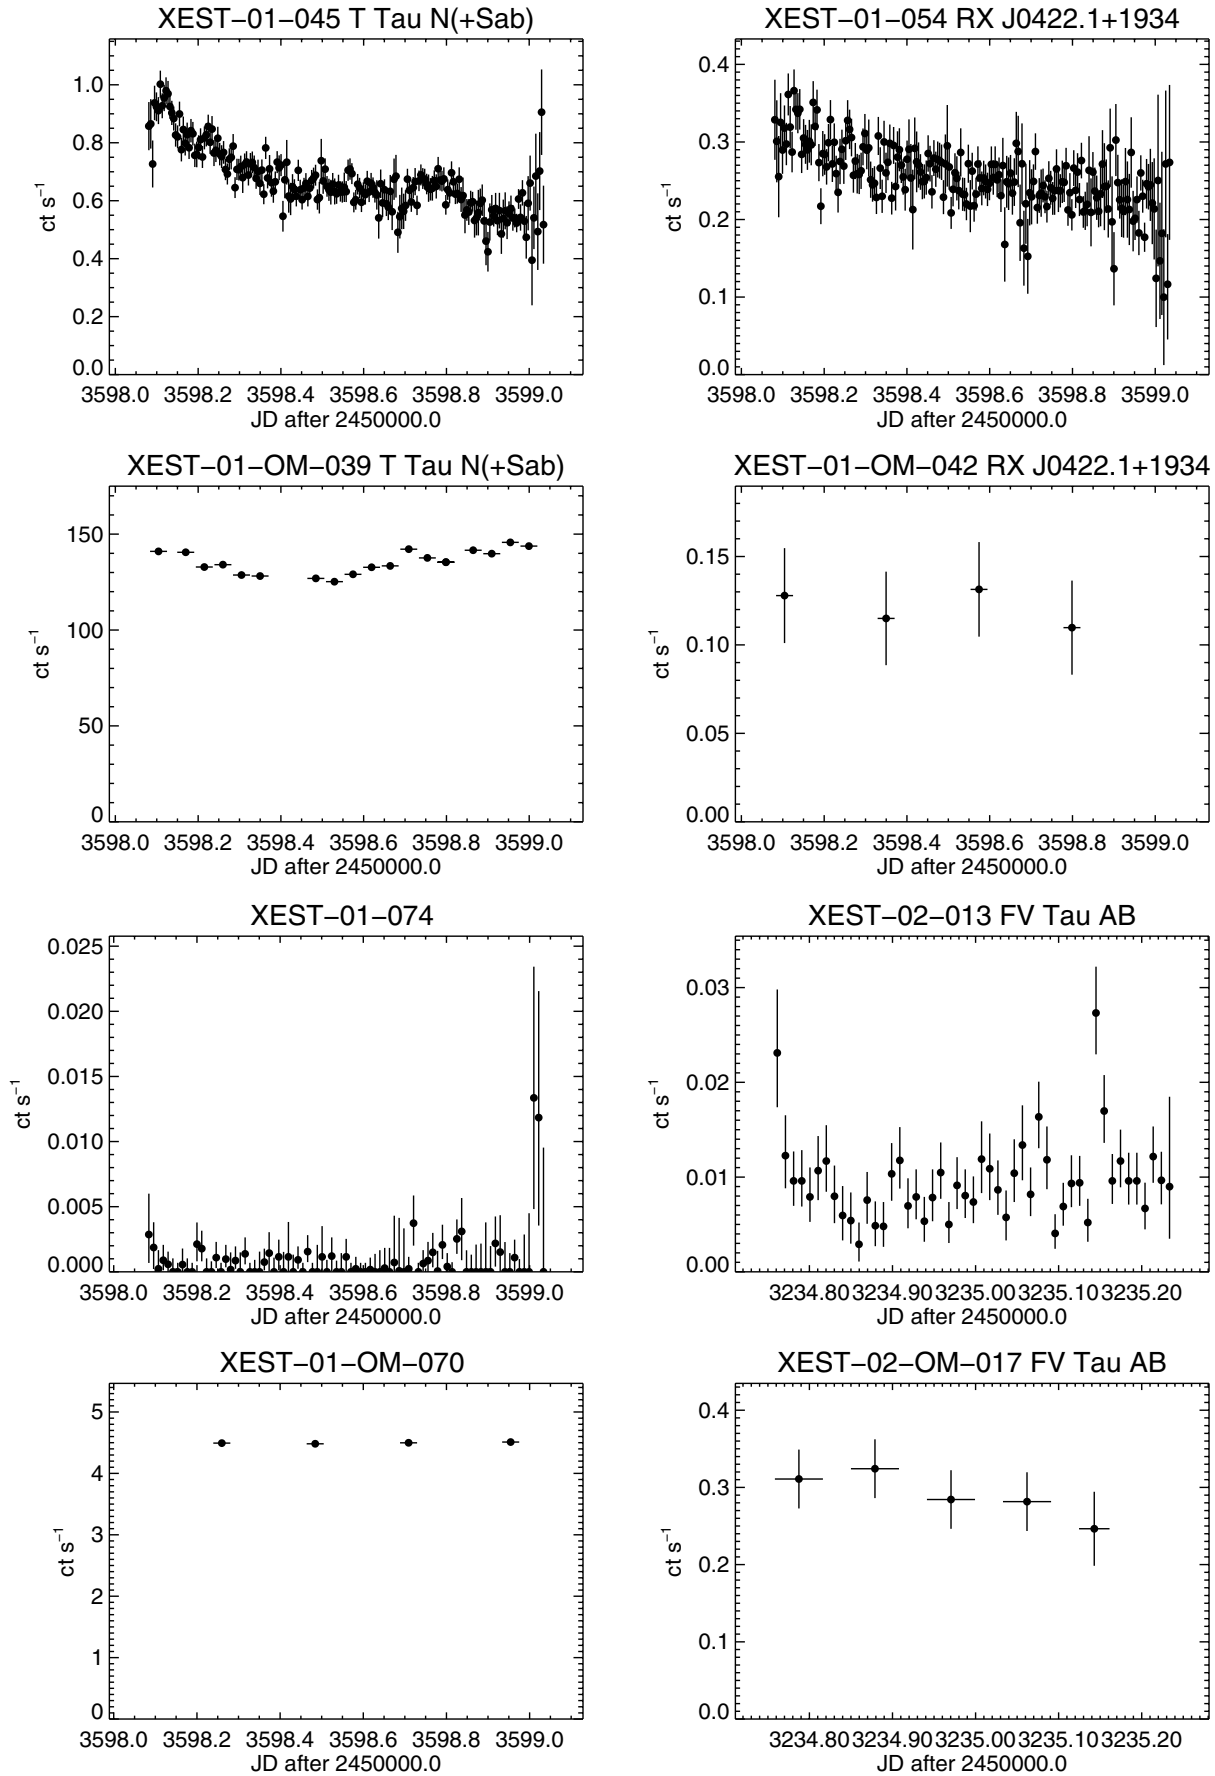 XEST−01−045 T Tau N(+Sab)
1.0
0.8
0.6
0.4
0.2
0.0
ct s⁻¹
3598.0 3598.2 3598.4 3598.6 3598.8 3599.0
JD after 2450000.0
XEST−01−054 RX J0422.1+1934
0.4
0.3
0.2
0.1
0.0
ct s⁻¹
3598.0 3598.2 3598.4 3598.6 3598.8 3599.0
JD after 2450000.0
XEST−01−OM−039 T Tau N(+Sab)
150
100
50
0
ct s⁻¹
3598.0 3598.2 3598.4 3598.6 3598.8 3599.0
JD after 2450000.0
XEST−01−OM−042 RX J0422.1+1934
0.15
0.10
0.05
0.00
ct s⁻¹
3598.0 3598.2 3598.4 3598.6 3598.8 3599.0
JD after 2450000.0
XEST−01−074
0.025
0.020
0.015
0.010
0.005
0.000
ct s⁻¹
3598.0 3598.2 3598.4 3598.6 3598.8 3599.0
JD after 2450000.0
XEST−02−013 FV Tau AB
0.03
0.02
0.01
0.00
ct s⁻¹
3234.80 3234.90 3235.00 3235.10 3235.20
JD after 2450000.0
XEST−01−OM−070
5
4
3
2
1
0
ct s⁻¹
3598.0 3598.2 3598.4 3598.6 3598.8 3599.0
JD after 2450000.0
XEST−02−OM−017 FV Tau AB
0.4
0.3
0.2
0.1
0.0
ct s⁻¹
3234.80 3234.90 3235.00 3235.10 3235.20
JD after 2450000.0